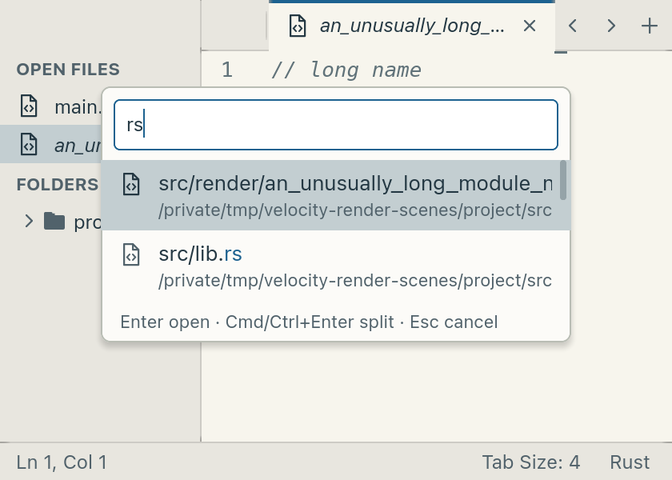 an_unusually_long_...
OPEN FILES
1 // long name
main.
an_un
rs
src/render/an_unusually_long_module_n
/private/tmp/velocity-render-scenes/project/src
FOLDERS
pro
src/lib.rs
/private/tmp/velocity-render-scenes/project/src
Enter open · Cmd/Ctrl+Enter split · Esc cancel
Ln 1, Col 1
Tab Size: 4
Rust